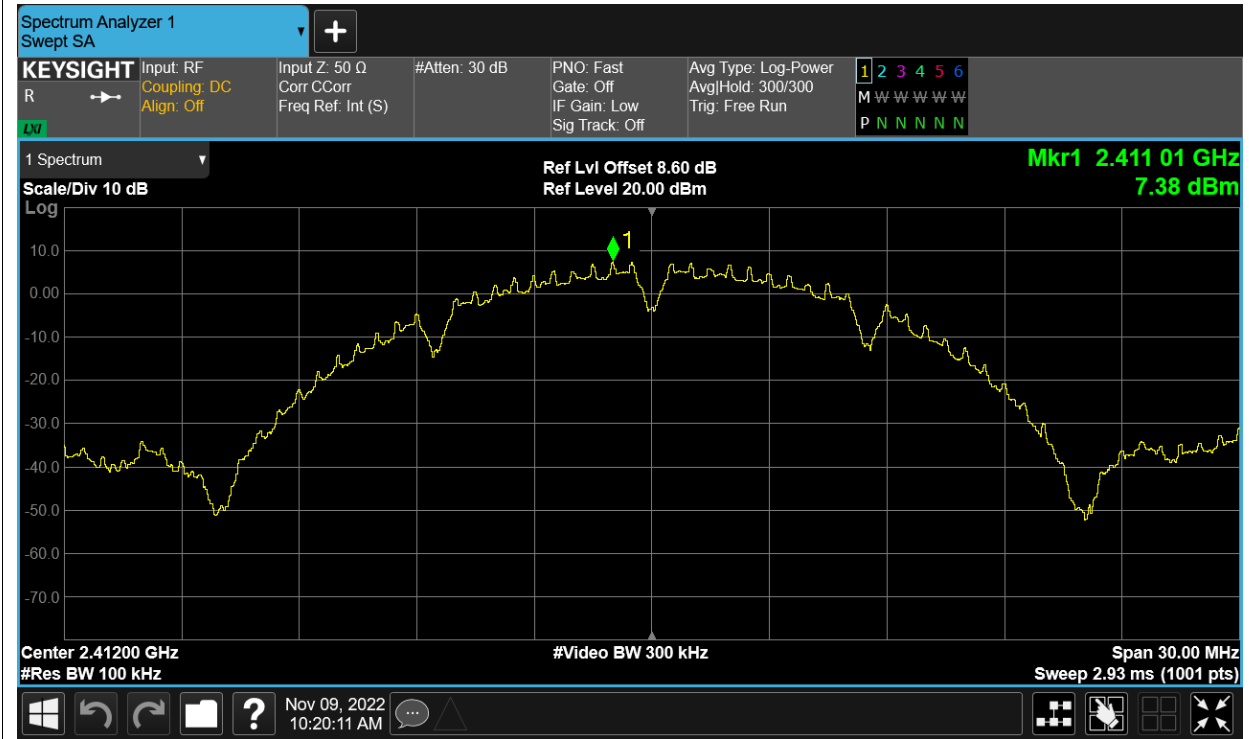 Spectrum Analyzer 1
Swept SA
+
KEYSIGHT
R
LXI
Input: RF
Coupling: DC
Align: Off
Input Z: 50 Ω
Corr CCorr
Freq Ref: Int (S)
#Atten: 30 dB
PNO: Fast
Gate: Off
IF Gain: Low
Sig Track: Off
Avg Type: Log-Power
Avg|Hold: 300/300
Trig: Free Run
1 2 3 4 5 6
M W W W W W
P N N N N N N
1 Spectrum
Scale/Div 10 dB
Ref Lvl Offset 8.60 dB
Ref Level 20.00 dBm
Mkr1 2.411 01 GHz
7.38 dBm
Log
1
10.0
0.00
-10.0
-20.0
-30.0
-40.0
-50.0
-60.0
-70.0
Center 2.41200 GHz
#Video BW 300 kHz
Span 30.00 MHz
#Res BW 100 kHz
Sweep 2.93 ms (1001 pts)
?
Nov 09, 2022
10:20:11 AM